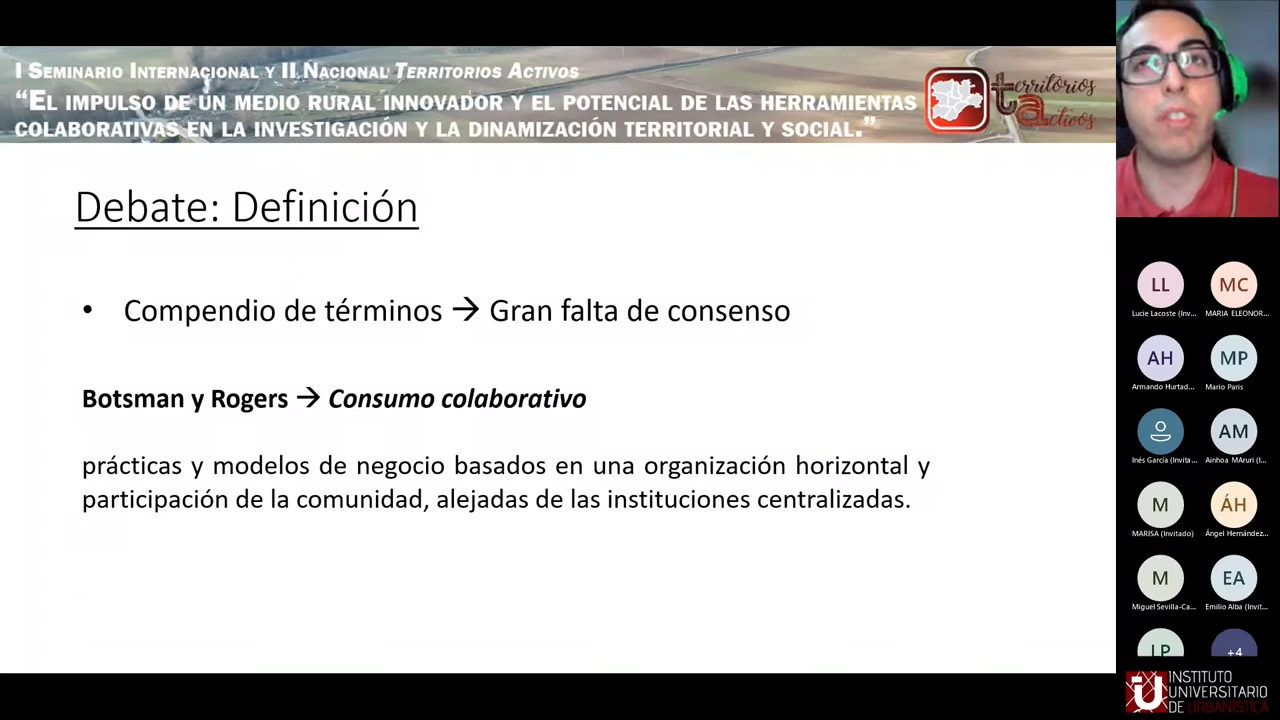 I Seminario Internacional y II Nacional Territorios Activos
“El impulso de un medio rural innovador y el potencial de las herramientas
colaborativas en la investigación y la dinamización territorial y social.”
territorios
activos
Debate: Definición
• Compendio de términos → Gran falta de consenso
Botsman y Rogers → Consumo colaborativo
prácticas y modelos de negocio basados en una organización horizontal y
participación de la comunidad, alejadas de las instituciones centralizadas.
LL
Lucie Lacoste (Inv...
MC
MARIA ELEONOR...
AH
Armando Hurtad...
MP
Mario Paris
Inés García (Invita...
AM
Ainhoa MAruri (I...
M
MARISA (Invitado)
ÁH
Ángel Hernández...
M
Miguel Sevilla-Ca...
EA
Emilio Alba (Invit...
LP
+4
INSTITUTO
UNIVERSITARIO
DE URBANÍSTICA